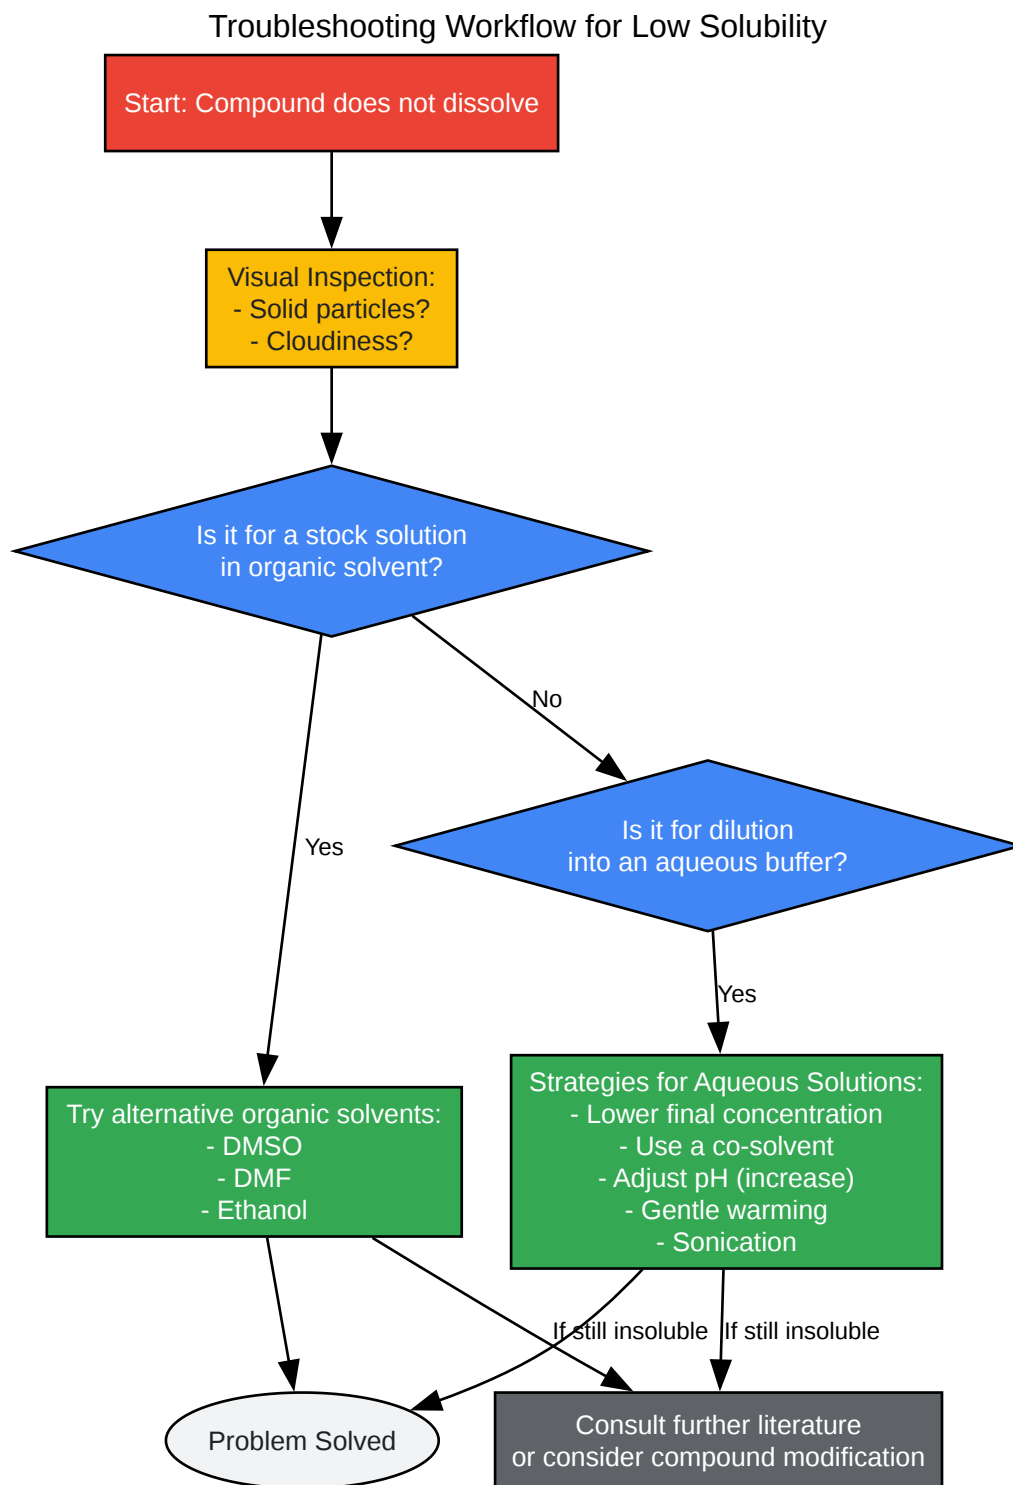 Troubleshooting Workflow for Low Solubility
Start: Compound does not dissolve
Visual Inspection:
- Solid particles?
- Cloudiness?
Is it for a stock solution
in organic solvent?
No
Is it for dilution
into an aqueous buffer?
Yes
Yes
Strategies for Aqueous Solutions:
- Lower final concentration
- Use a co-solvent
- Adjust pH (increase)
- Gentle warming
- Sonication
Try alternative organic solvents:
- DMSO
- DMF
- Ethanol
If still insoluble
If still insoluble
Problem Solved
Consult further literature
or consider compound modification